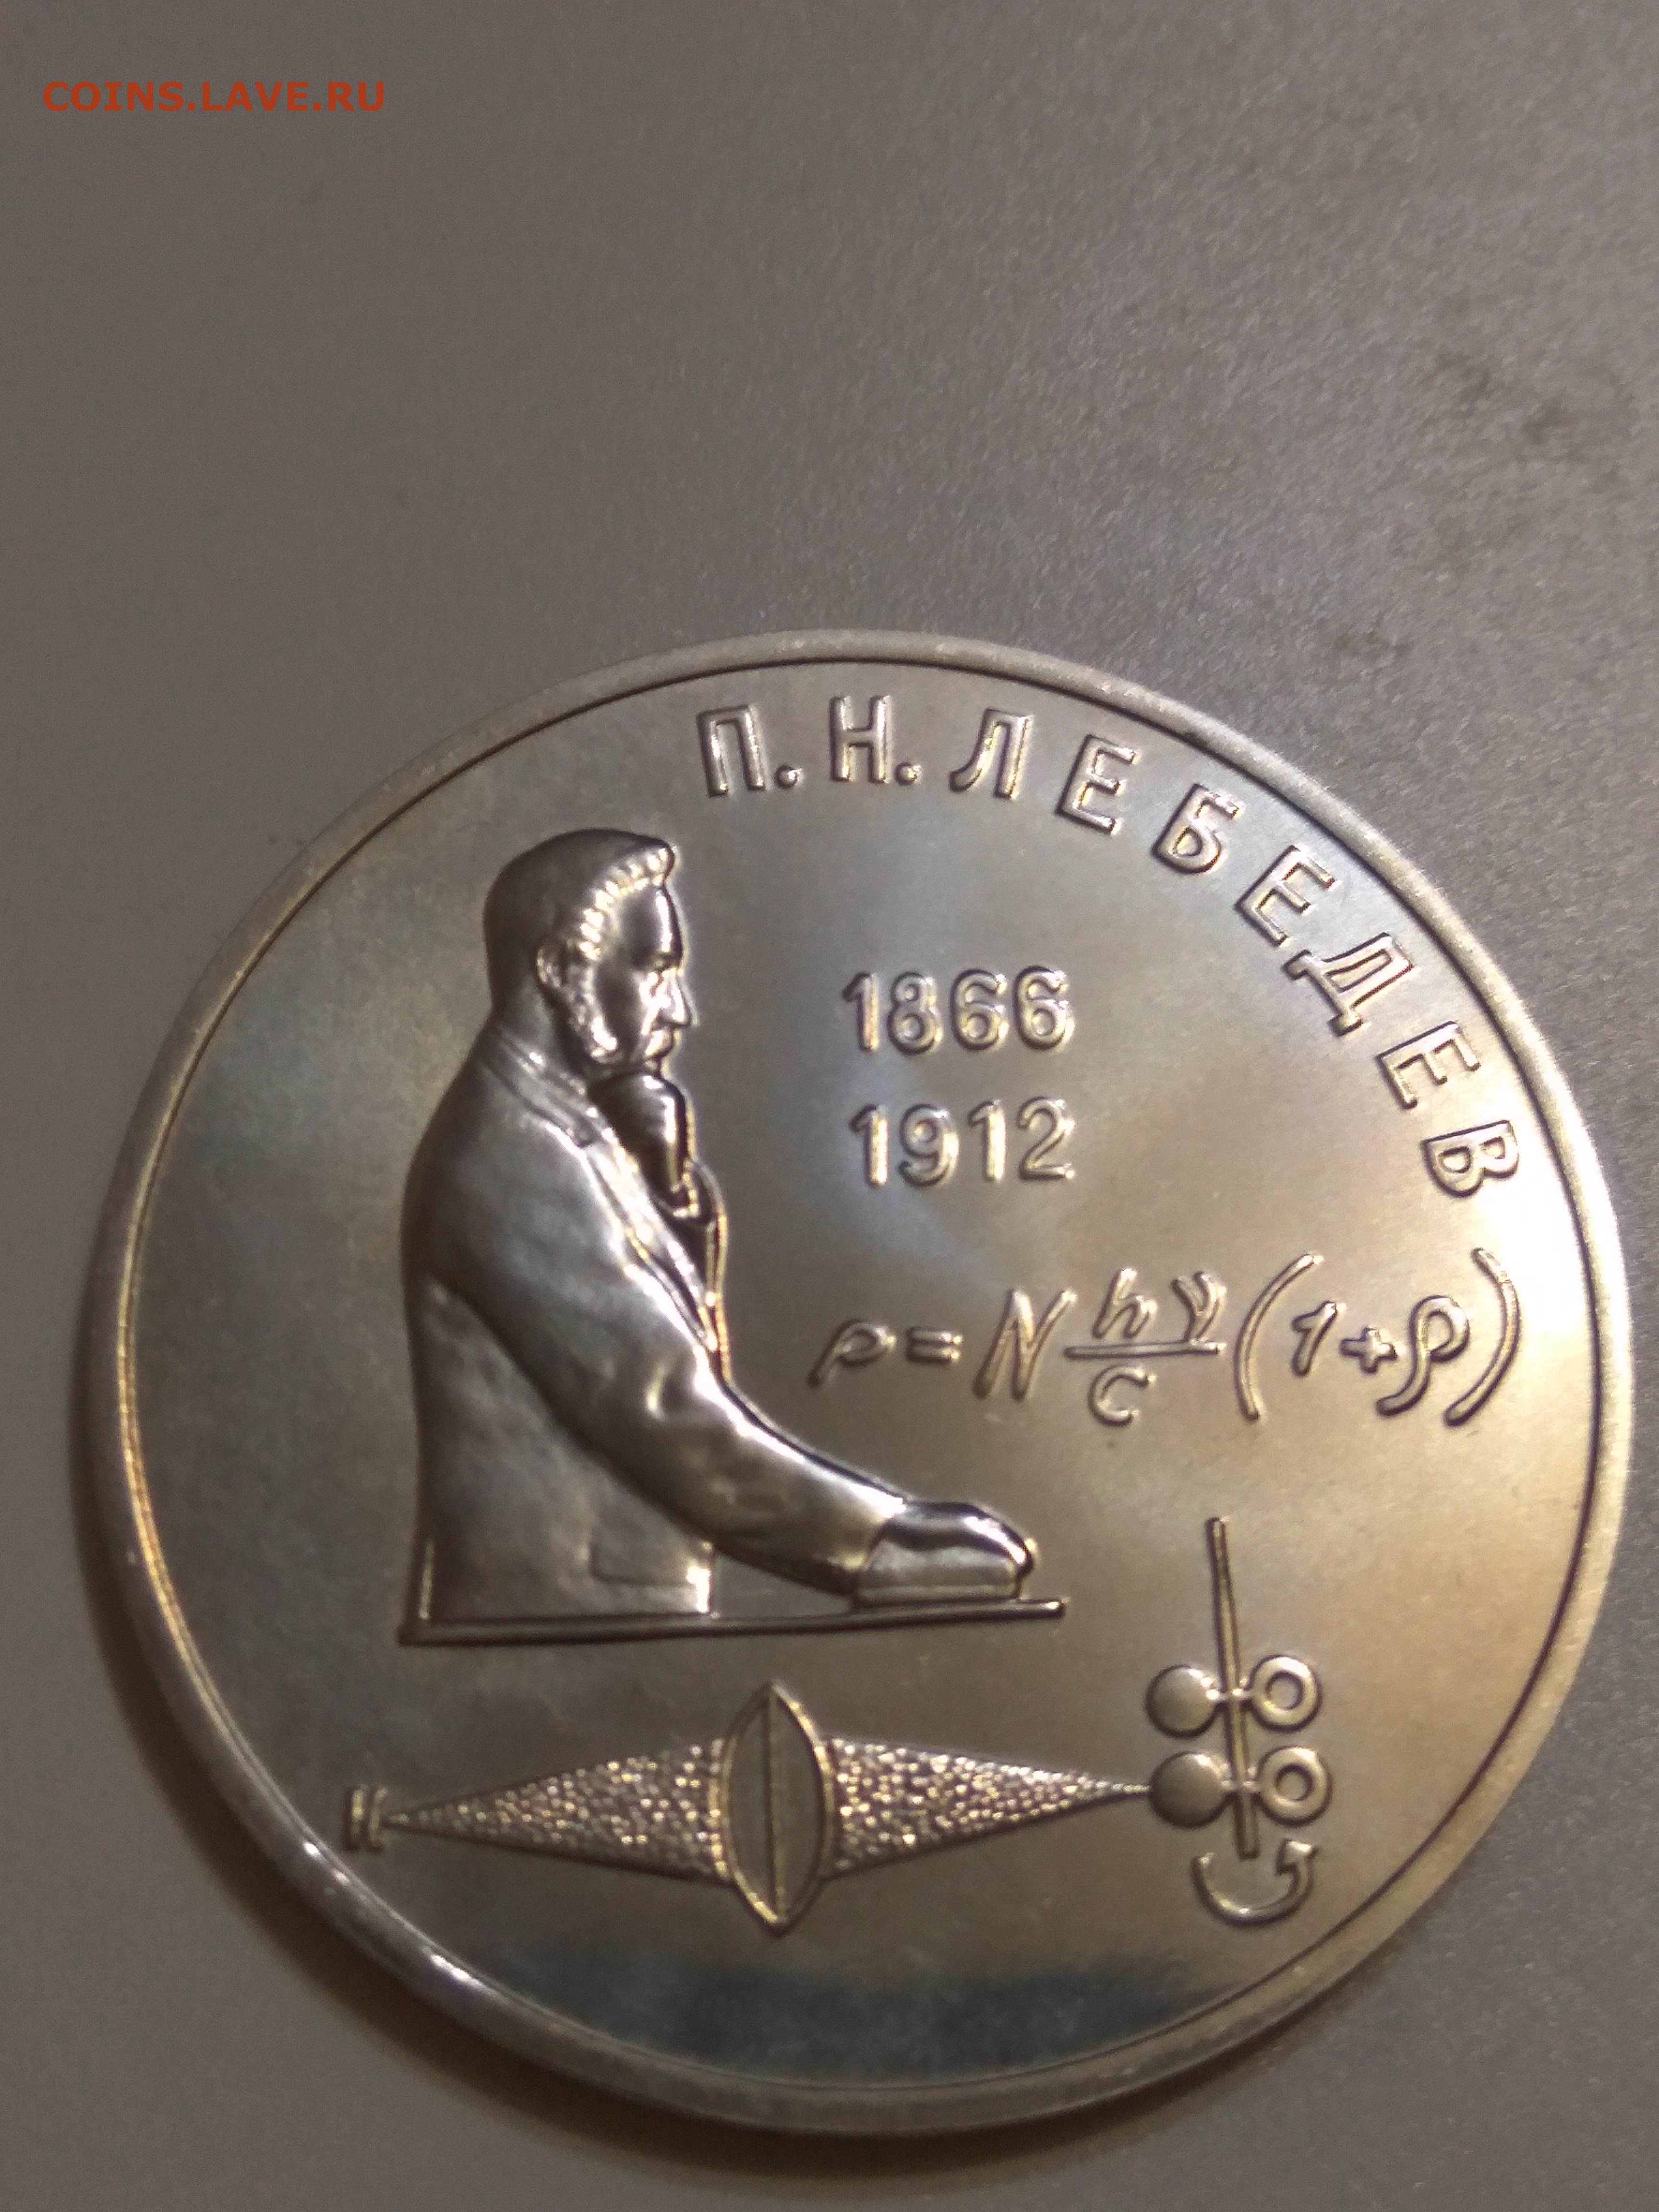 COINS.LAVE.RU
П. Н. ЛЕБЕДЕВ
1866
1912
p = N hν/c (1+ρ)